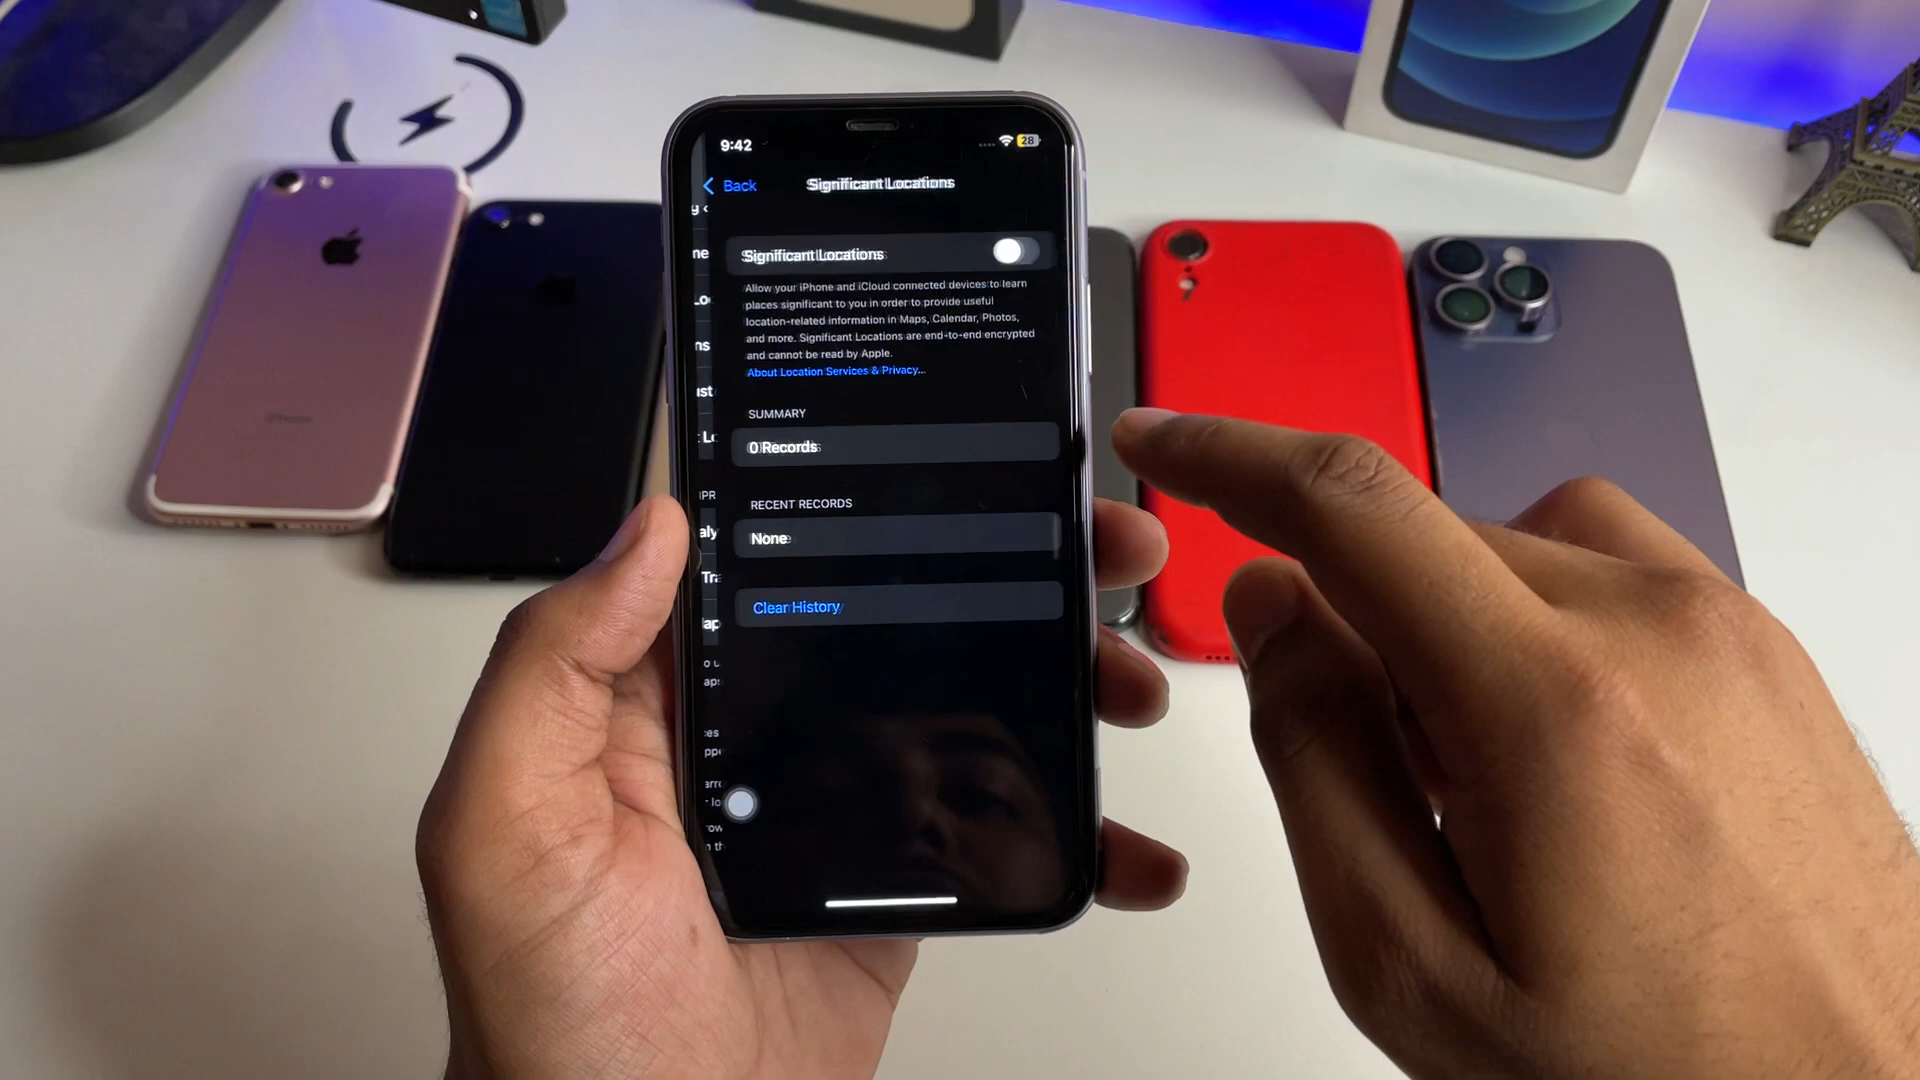 9:42
28
Back
Significant Locations
Significant Locations
Allow your iPhone and iCloud connected devices to learn
places significant to you in order to provide useful
location-related information in Maps, Calendar, Photos,
and more. Significant Locations are end-to-end encrypted
and cannot be read by Apple.
About Location Services & Privacy...
SUMMARY
0 Records
RECENT RECORDS
None
Clear History
iPhone